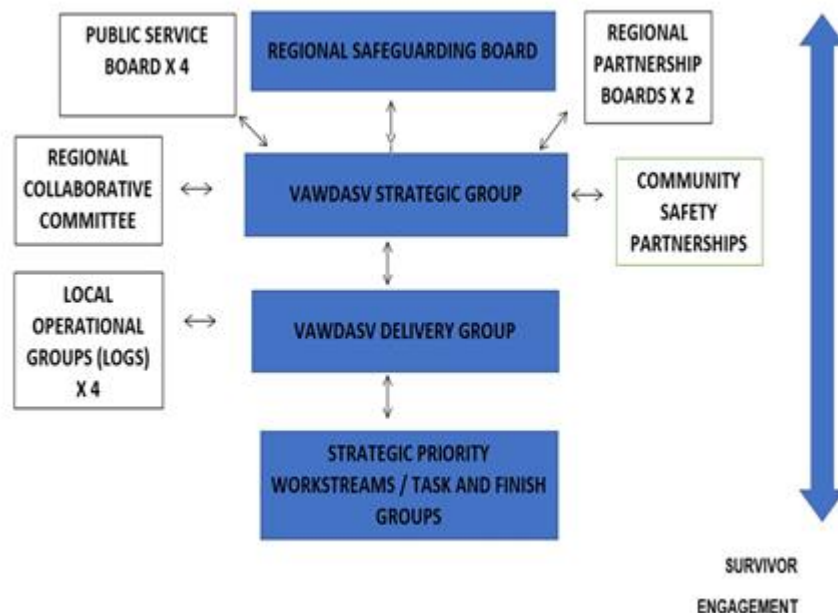 PUBLIC SERVICE
BOARD X 4
REGIONAL SAFEGUARDING BOARD
REGIONAL
PARTNERSHIP
BOARDS X 2
REGIONAL
COLLABORATIVE
COMMITTEE
VAWDASV STRATEGIC GROUP
COMMUNITY
SAFETY
PARTNERSHIPS
LOCAL
OPERATIONAL
GROUPS (LOGS)
X 4
VAWDASV DELIVERY GROUP
STRATEGIC PRIORITY
WORKSTREAMS / TASK AND FINISH
GROUPS
SURVIVOR
ENGAGEMENT